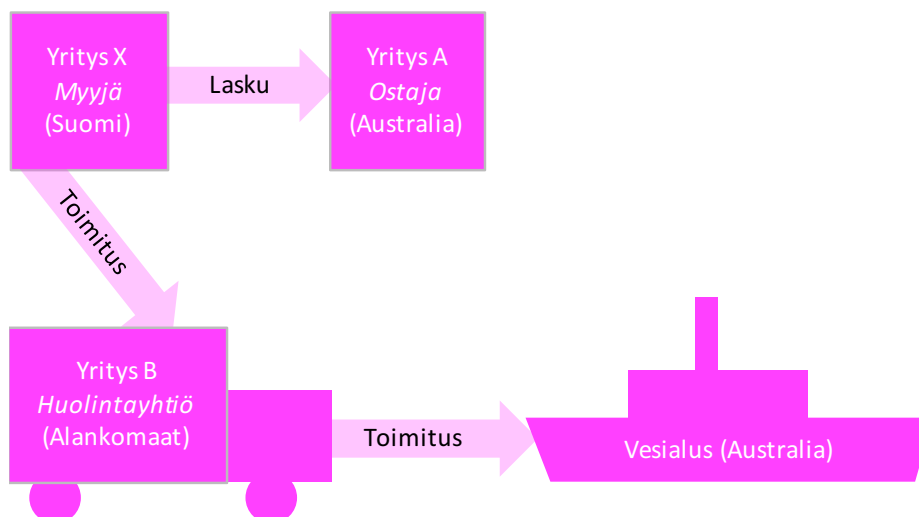 Yritys X
Myyjä
(Suomi)
Lasku
Yritys A
Ostaja
(Australia)
Toimitus
Yritys B
Huolintayhtiö
(Alankomaat)
Toimitus
Vesialus (Australia)